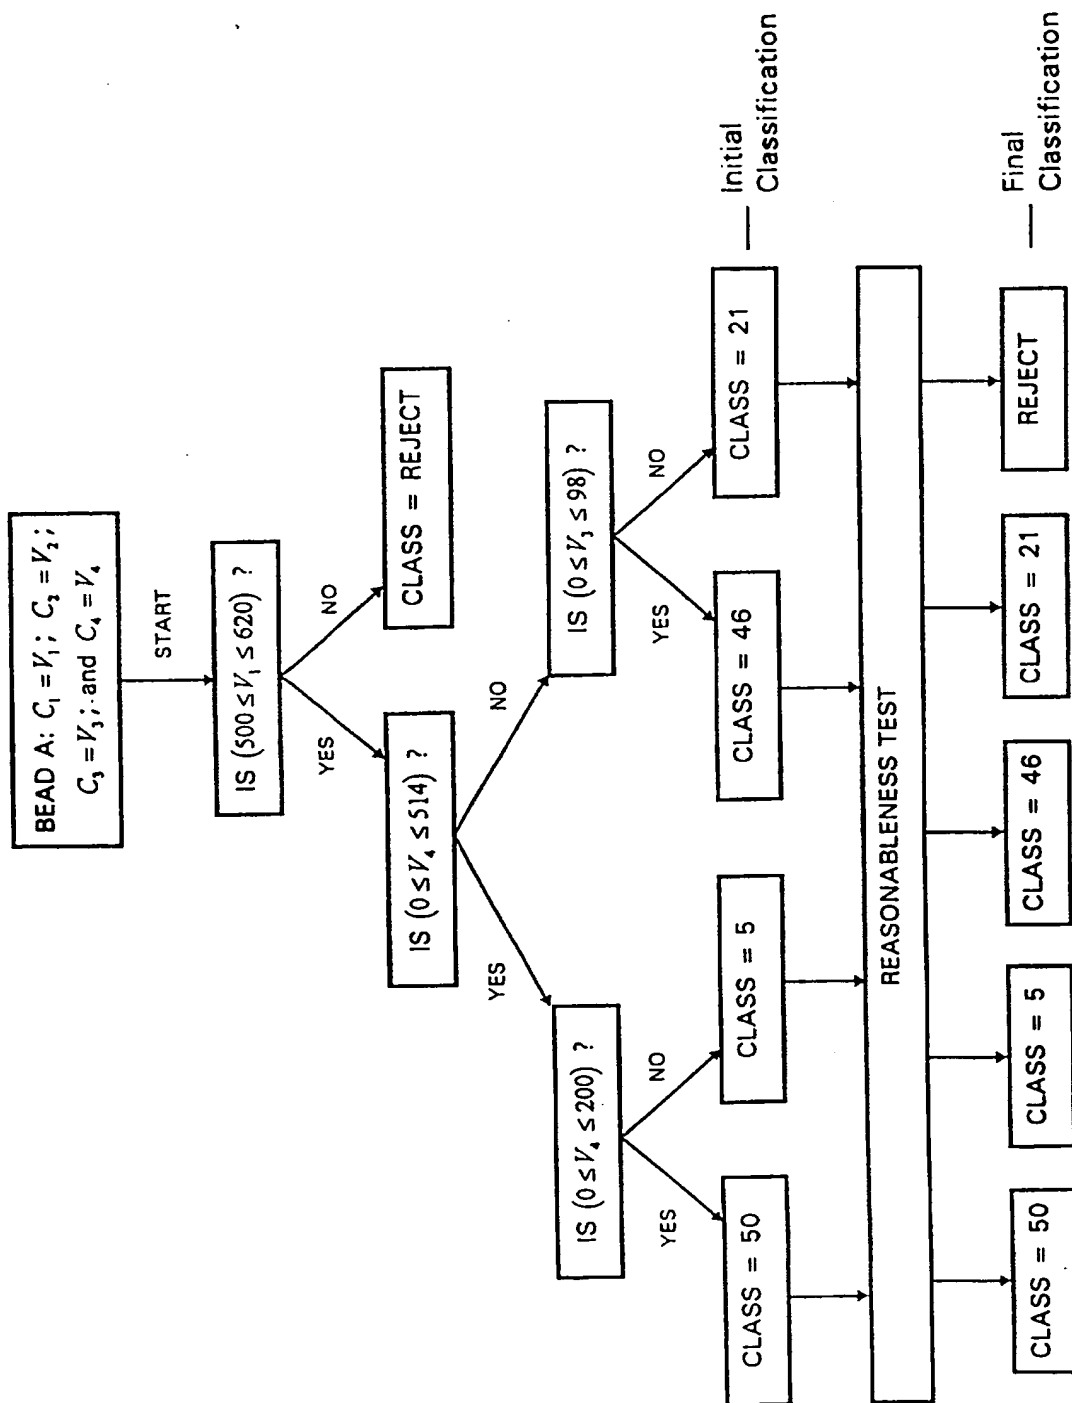 BEAD A: C₁ = V₁; C₂ = V₂;
C₃ = V₃; and C₄ = V₄
START
IS (500 ≤ V₁ ≤ 620) ?
YES
NO
IS (0 ≤ V₄ ≤ 514) ?
CLASS = REJECT
YES
NO
IS (0 ≤ V₄ ≤ 200) ?
IS (0 ≤ V₃ ≤ 98) ?
YES
NO
YES
NO
CLASS = 50
CLASS = 5
CLASS = 46
CLASS = 21
Initial
Classification
REASONABLENESS TEST
CLASS = 50
CLASS = 5
CLASS = 46
CLASS = 21
REJECT
Final
Classification